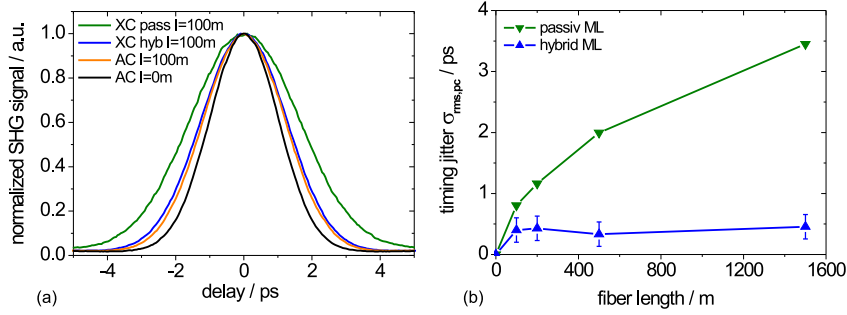 XC pass l=100m
XC hyb l=100m
AC l=100m
AC l=0m
normalized SHG signal / a.u.
1.0
0.8
0.6
0.4
0.2
0.0
-4 -2 0 2 4
delay / ps
(a)
passiv ML
hybrid ML
timing jitter σrms,pc / ps
4
3
2
1
0
0 400 800 1200 1600
fiber length / m
(b)